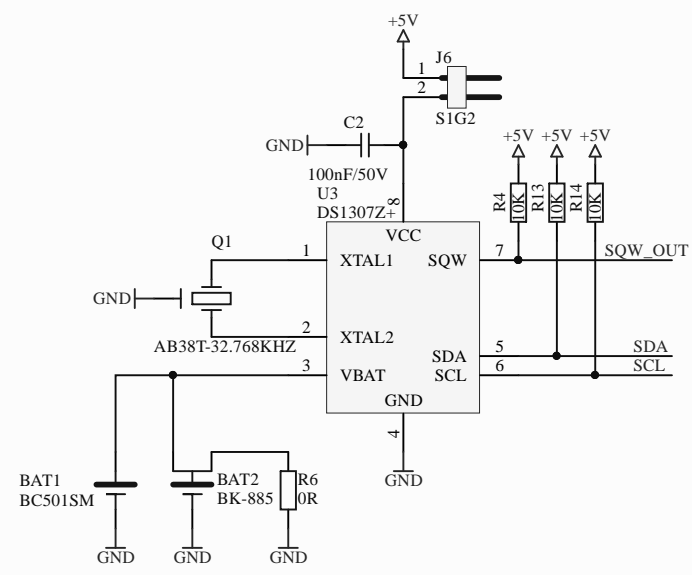 +5V
J6
1
2
S1G2
C2
GND
100nF/50V
U3
DS1307Z+
8
+5V +5V +5V
R4 10K R13 10K R14 10K
VCC
Q1
1 XTAL1 SQW 7 SQW_OUT
GND
2 XTAL2
AB38T-32.768KHZ
SDA 5 SDA
3 VBAT SCL 6 SCL
GND
4
GND
BAT1
BC501SM
BAT2
BK-885
R6
0R
GND GND GND